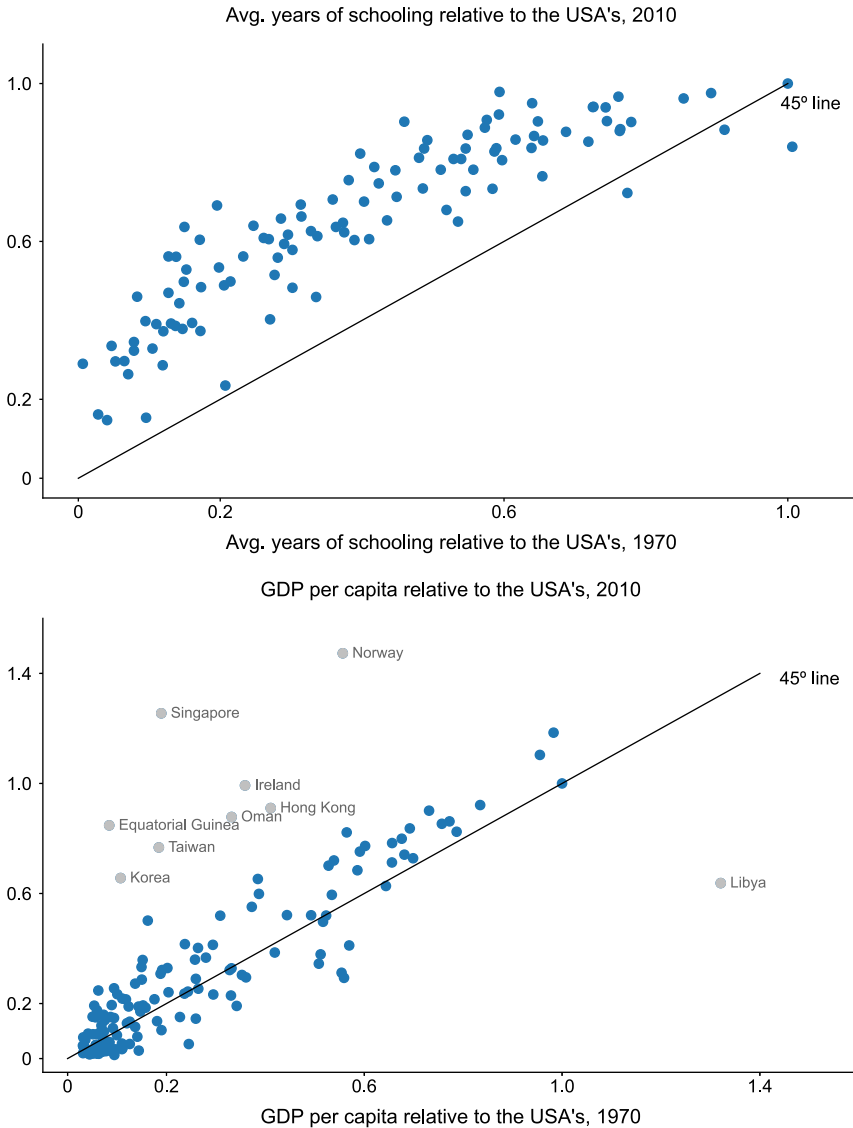 Avg. years of schooling relative to the USA's, 2010
1.0
45º line
0.6
0.2
0
0
0.2
0.6
1.0
Avg. years of schooling relative to the USA's, 1970
GDP per capita relative to the USA's, 2010
Norway
1.4
45º line
Singapore
1.0
Ireland
Hong Kong
Oman
Equatorial Guinea
Taiwan
Korea
Libya
0.6
0.2
0
0
0.2
0.6
1.0
1.4
GDP per capita relative to the USA's, 1970